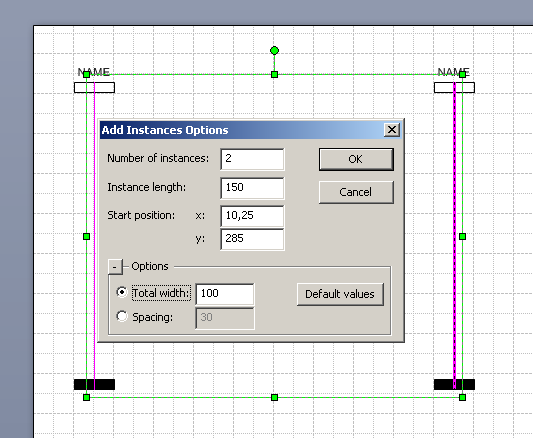 NAME NAME
Add Instances Options
Number of instances: 2 OK
Instance length: 150 Cancel
Start position: x: 10,25
y: 285
- Options
Total width: 100 Default values
Spacing: 30